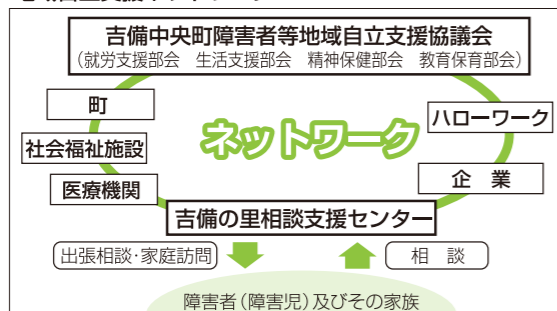 吉備中央町障害者等地域自立支援協議会
（就労支援部会　生活支援部会　精神保健部会　教育保育部会）
町
社会福祉施設
医療機関
ネットワーク
ハローワーク
企　業
吉備の里相談支援センター
出張相談・家庭訪問
相　談
障害者（障害児）及びその家族